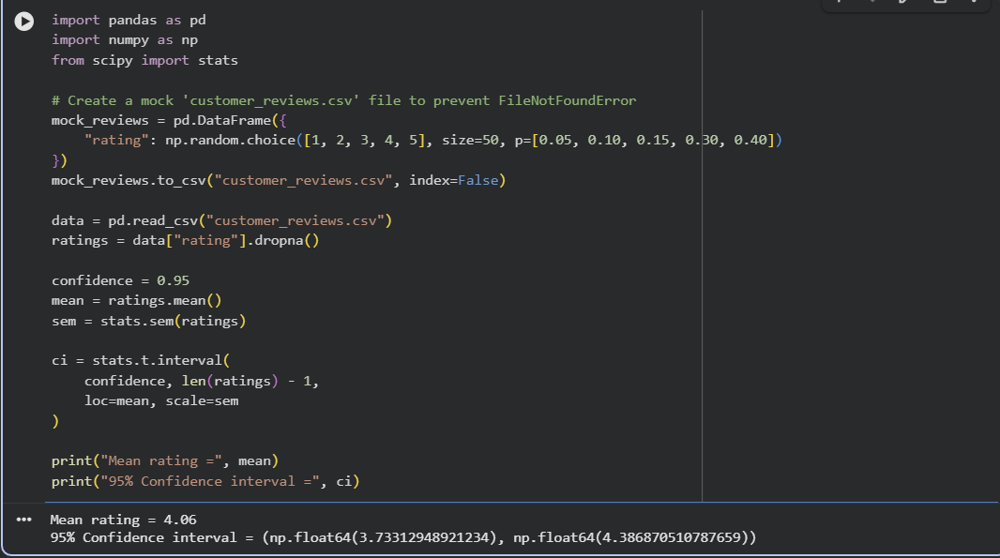 import pandas as pd
import numpy as np
from scipy import stats
# Create a mock 'customer_reviews.csv' file to prevent FileNotFoundError
mock_reviews = pd.DataFrame({
    "rating": np.random.choice([1, 2, 3, 4, 5], size=50, p=[0.05, 0.10, 0.15, 0.30, 0.40])
})
mock_reviews.to_csv("customer_reviews.csv", index=False)
data = pd.read_csv("customer_reviews.csv")
ratings = data["rating"].dropna()
confidence = 0.95
mean = ratings.mean()
sem = stats.sem(ratings)
ci = stats.t.interval(
    confidence, len(ratings) - 1,
    loc=mean, scale=sem
)
print("Mean rating =", mean)
print("95% Confidence interval =", ci)
Mean rating = 4.06
95% Confidence interval = (np.float64(3.73312948921234), np.float64(4.386870510787659))